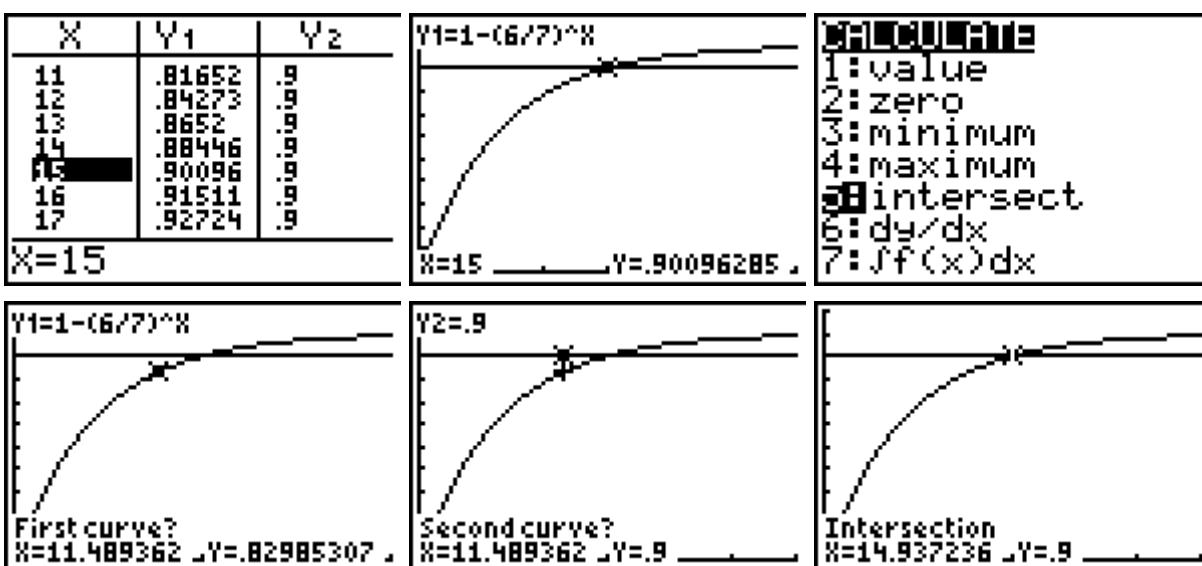 X Y1 Y2
11 .81652 .9
12 .84273 .9
13 .8652 .9
14 .88446 .9
15 .90096 .9
16 .91511 .9
17 .92724 .9
X=15
Y1=1-(6/7)^X
X=15 Y=.90096285
CALCULATE
1:value
2:zero
3:minimum
4:maximum
5:intersect
6:dy/dx
7:∫f(x)dx
Y1=1-(6/7)^X
First curve?
X=11.489362 Y=.82985307
Y2=.9
Second curve?
X=11.489362 Y=.9
Intersection
X=14.937236 Y=.9